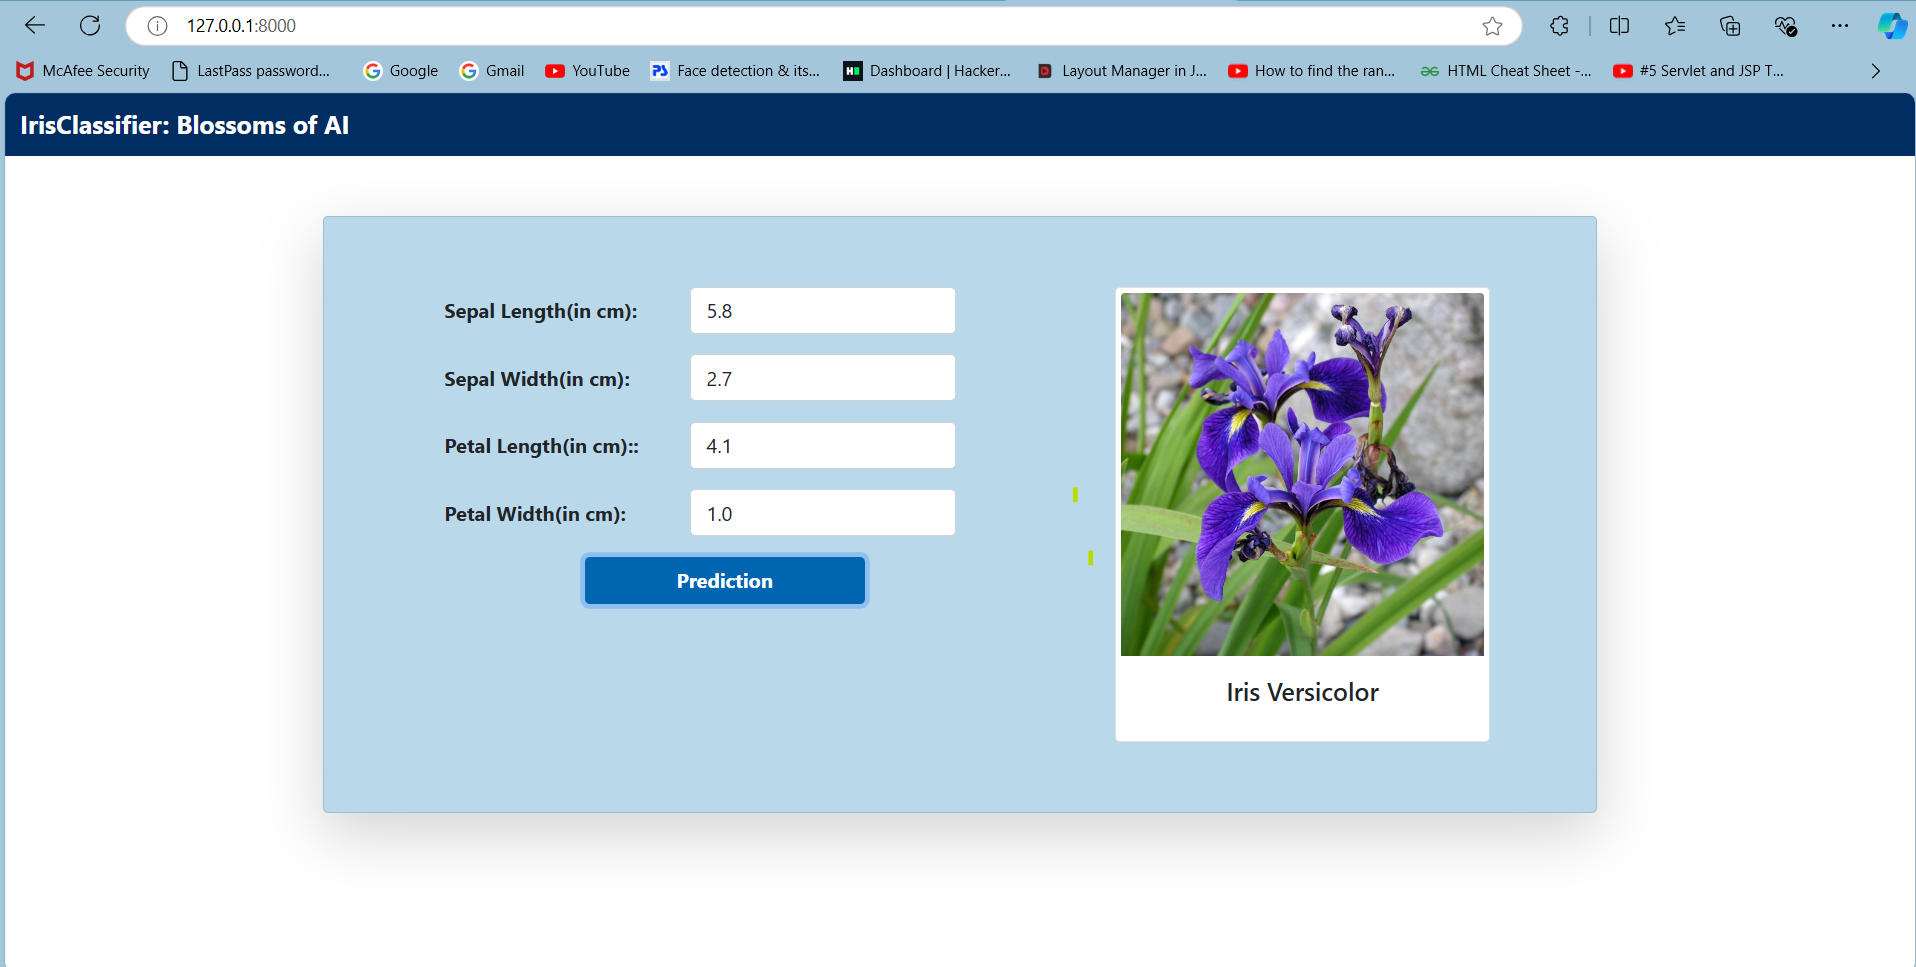 127.0.0.1:8000
McAfee Security LastPass password... Google Gmail YouTube PS Face detection & its... H Dashboard | Hacker... D Layout Manager in J... How to find the ran... HTML Cheat Sheet -... #5 Servlet and JSP T...
IrisClassifier: Blossoms of AI
Sepal Length(in cm): 5.8
Sepal Width(in cm): 2.7
Petal Length(in cm):: 4.1
Petal Width(in cm): 1.0
Prediction
Iris Versicolor